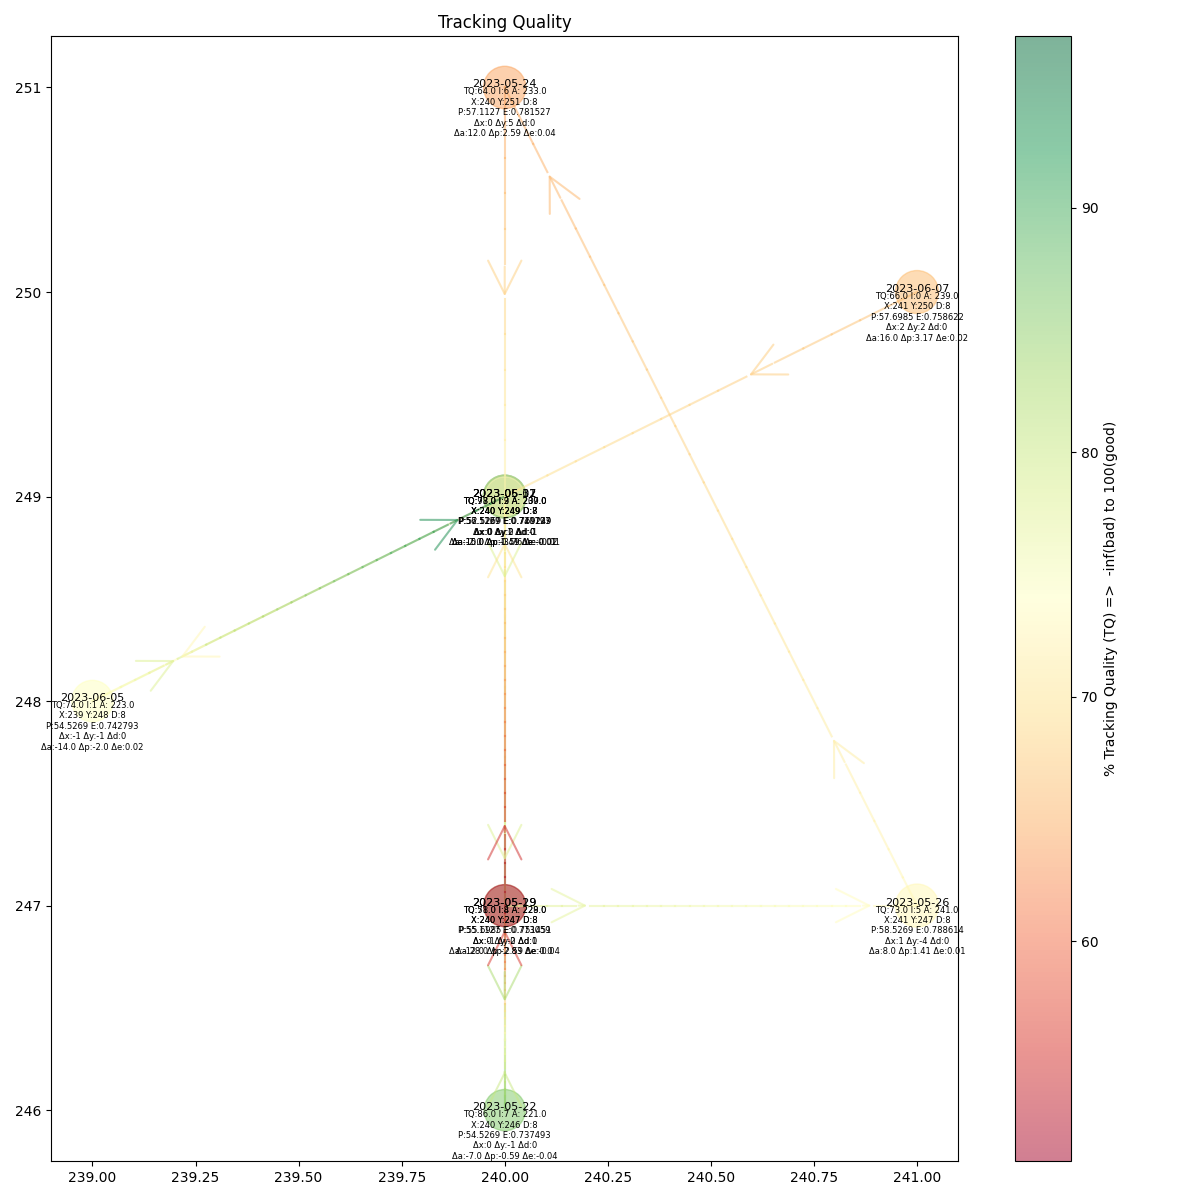 Tracking Quality
251
250
249
248
247
246
2023-05-24
TQ:64.0 I:6 A: 233.0
X:240 Y:251 D:8
P:57.1127 E:0.781527
Δx:0 Δy:5 Δd:0
Δa:12.0 Δp:2.59 Δe:0.04
2023-06-07
TQ:66.0 I:0 A: 239.0
X:241 Y:250 D:8
P:57.6985 E:0.758622
Δx:2 Δy:2 Δd:0
Δa:16.0 Δp:3.17 Δe:0.02
X:240 Y:249
2023-06-05
TQ:74.0 I:1 A: 223.0
X:239 Y:248 D:8
P:54.5269 E:0.742793
Δx:-1 Δy:-1 Δd:0
Δa:-14.0 Δp:-2.0 Δe:0.02
2023-05-29
X:240 Y:247 D:8
2023-05-26
TQ:73.0 I:5 A: 241.0
X:241 Y:247 D:8
P:58.5269 E:0.788614
Δx:1 Δy:-4 Δd:0
Δa:8.0 Δp:1.41 Δe:0.01
2023-05-22
TQ:86.0 I:7 A: 221.0
X:240 Y:246 D:8
P:54.5269 E:0.737493
Δx:0 Δy:-1 Δd:0
Δa:-7.0 Δp:-0.59 Δe:-0.04
239.00 239.25 239.50 239.75 240.00 240.25 240.50 240.75 241.00
90
80
70
60
% Tracking Quality (TQ) => -inf(bad) to 100(good)